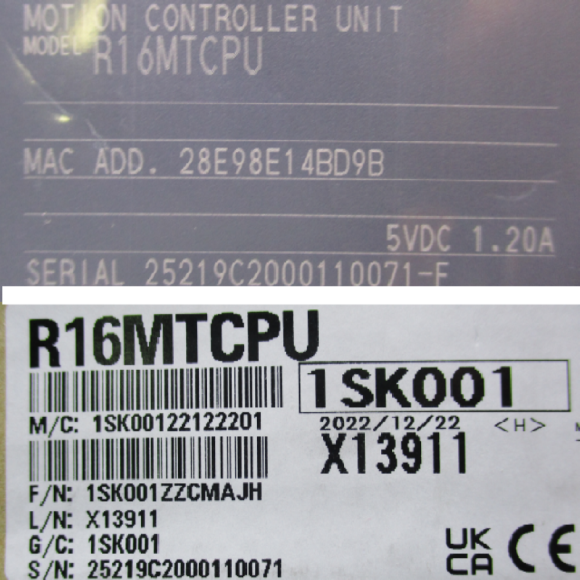 MOTION CONTROLLER UNIT
MODEL R16MTCPU
MAC ADD. 28E98E14BD9B
5VDC 1.20A
SERIAL 25219C2000110071-F
R16MTCPU
1SK001
M/C: 1SK00122122201
2022/12/22 <H>
X13911
F/N: 1SK001ZZCMAJH
L/N: X13911
G/C: 1SK001
S/N: 25219C2000110071
UK
CA CE